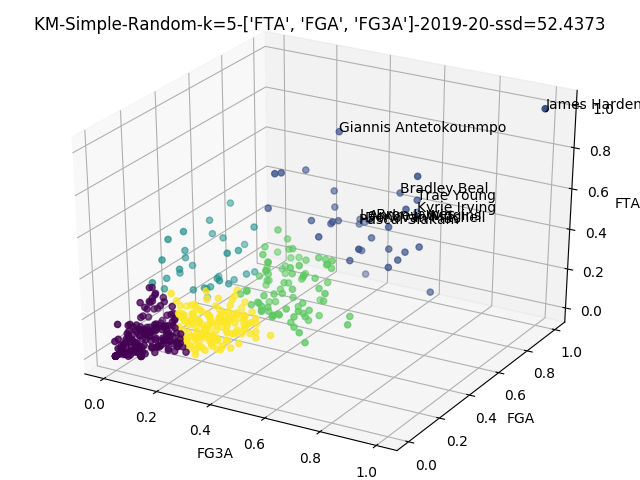 KM-Simple-Random-k=5-['FTA', 'FGA', 'FG3A']-2019-20-ssd=52.4373
James Harden
Giannis Antetokounmpo
Bradley Beal
Trae Young
Kyrie Irving
Pascal Siakam
FTA
1.0
0.8
0.6
0.4
0.2
0.0
FGA
1.0
0.8
0.6
0.4
0.2
0.0
FG3A
0.0
0.2
0.4
0.6
0.8
1.0